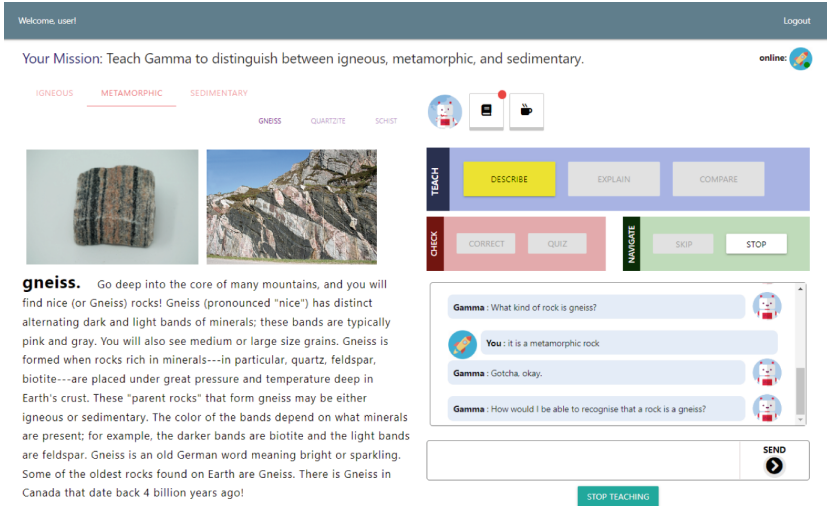 Welcome, user!
Logout
Your Mission: Teach Gamma to distinguish between igneous, metamorphic, and sedimentary.
online:
IGNEOUS
METAMORPHIC
SEDIMENTARY
GNEISS
QUARTZITE
SCHIST
gneiss. Go deep into the core of many mountains, and you will
find nice (or Gneiss) rocks! Gneiss (pronounced "nice") has distinct
alternating dark and light bands of minerals; these bands are typically
pink and gray. You will also see medium or large size grains. Gneiss is
formed when rocks rich in minerals---in particular, quartz, feldspar,
biotite---are placed under great pressure and temperature deep in
Earth's crust. These "parent rocks" that form gneiss may be either
igneous or sedimentary. The color of the bands depend on what minerals
are present; for example, the darker bands are biotite and the light bands
are feldspar. Gneiss is an old German word meaning bright or sparkling.
Some of the oldest rocks found on Earth are Gneiss. There is Gneiss in
Canada that date back 4 billion years ago!
TEACH
DESCRIBE
EXPLAIN
COMPARE
CHECK
CORRECT
QUIZ
NAVIGATE
SKIP
STOP
Gamma : What kind of rock is gneiss?
You : it is a metamorphic rock
Gamma : Gotcha, okay.
Gamma : How would I be able to recognise that a rock is a gneiss?
SEND
STOP TEACHING